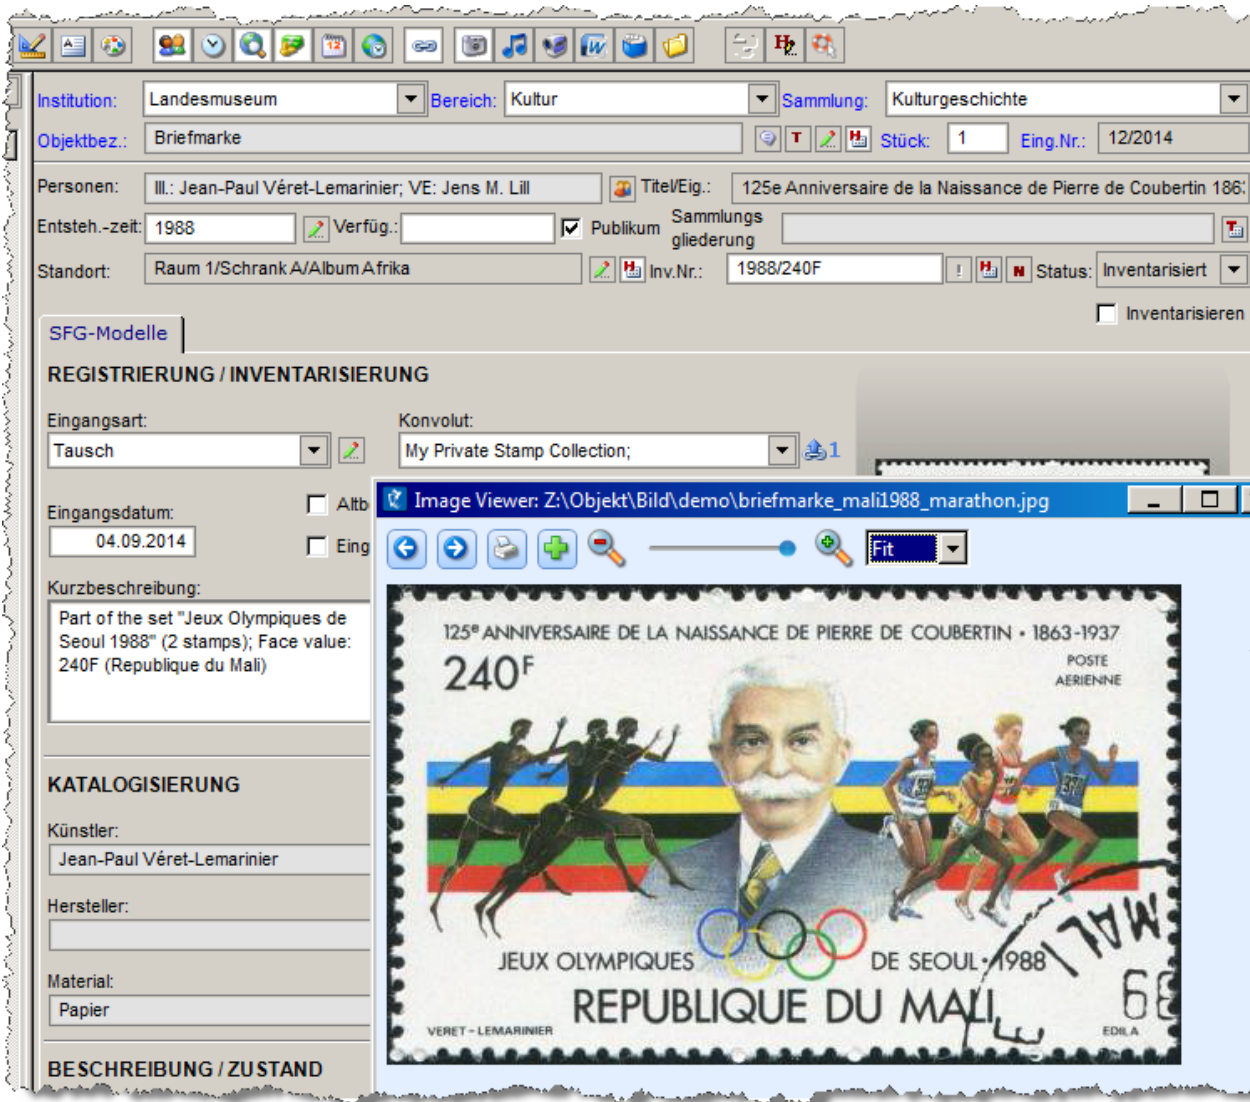 Institution: Landesmuseum Bereich: Kultur Sammlung: Kulturgeschichte
Objektbez.: Briefmarke T Stück: 1 Eing.Nr.: 12/2014
Personen: Ill.: Jean-Paul Véret-Lemarinier; VE: Jens M. Lill Titel/Eig.: 125e Anniversaire de la Naissance de Pierre de Coubertin 186
Entsteh.-zeit: 1988 Verfüg.: Publikum Sammlungs
gliederung
Standort: Raum 1/Schrank A/Album Afrika Inv.Nr.: 1988/240F ! N Status: Inventarisiert
Inventarisieren
SFG-Modelle
REGISTRIERUNG / INVENTARISIERUNG
Eingangsart: Konvolut:
Tausch My Private Stamp Collection; 1
Eingangsdatum: Altb
04.09.2014 Eing
Kurzbeschreibung:
Part of the set "Jeux Olympiques de
Seoul 1988" (2 stamps); Face value:
240F (Republique du Mali)
KATALOGISIERUNG
Künstler:
Jean-Paul Véret-Lemarinier
Hersteller:
Material:
Papier
BESCHREIBUNG / ZUSTAND
Image Viewer: Z:\Objekt\Bild\demo\briefmarke_mali1988_marathon.jpg
Fit
125e ANNIVERSAIRE DE LA NAISSANCE DE PIERRE DE COUBERTIN • 1863-1937
240F
POSTE
AERIENNE
JEUX OLYMPIQUES DE SEOUL • 1988
REPUBLIQUE DU MALI
VERET - LEMARINIER EDILA
MALI